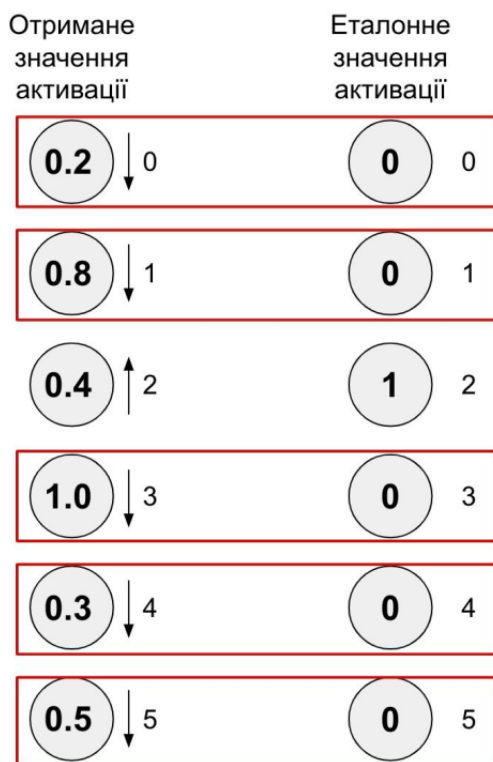 Отримане значення активації
Еталонне значення активації
0.2 0 0 0
0.8 1 0 1
0.4 2 1 2
1.0 3 0 3
0.3 4 0 4
0.5 5 0 5